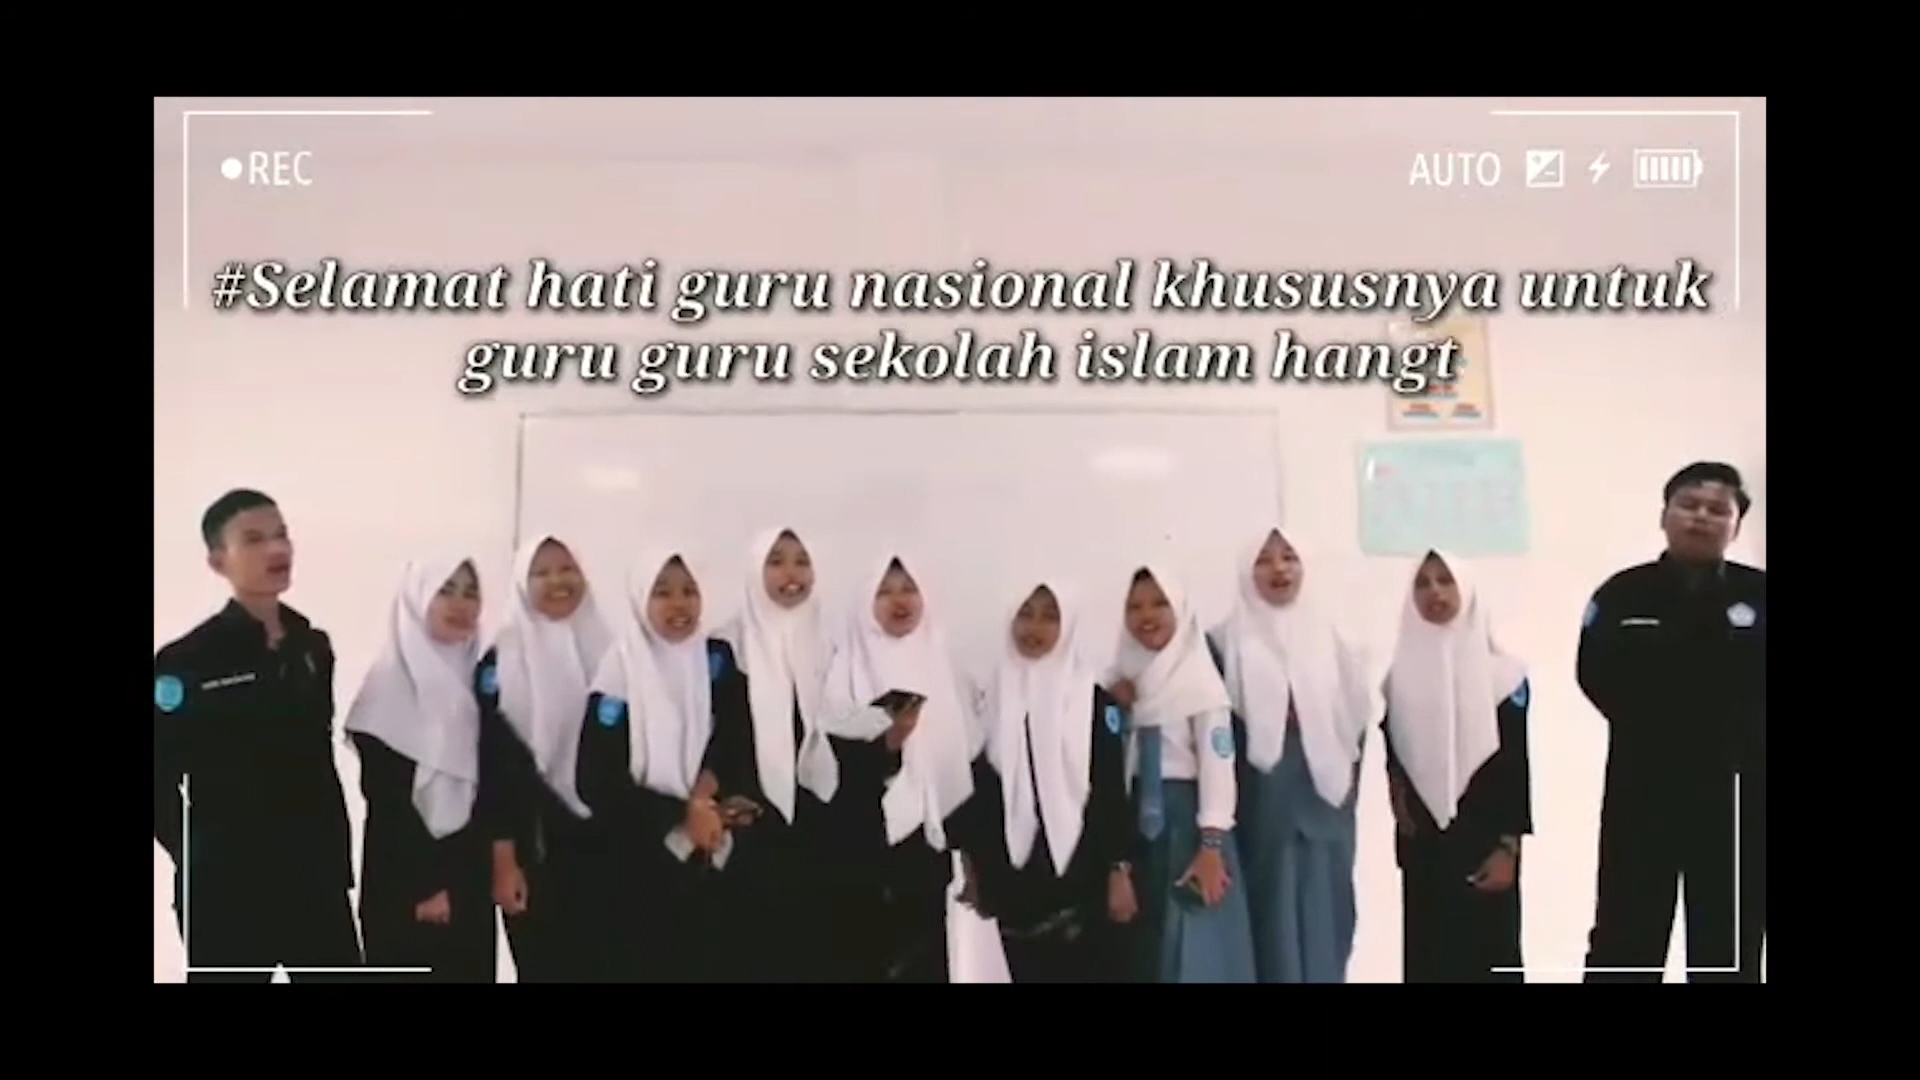 REC
AUTO
#Selamat hati guru nasional khususnya untuk
guru guru sekolah islam hangt